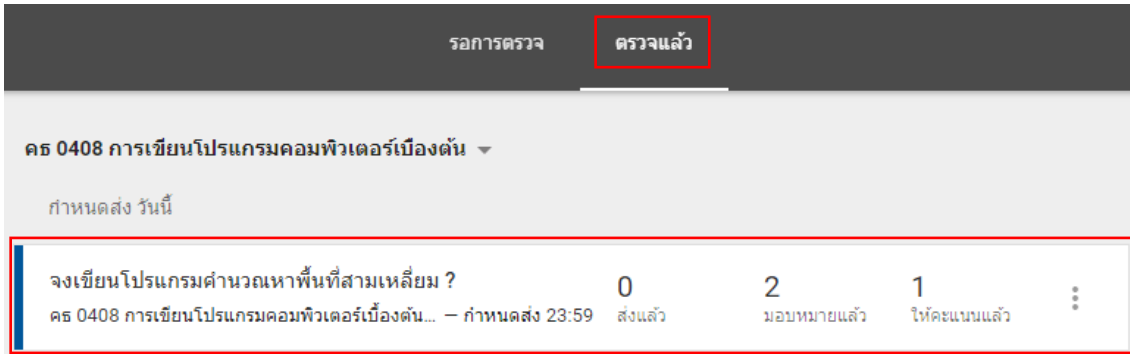 รอการตรวจ ตรวจแล้ว
คธ 0408 การเขียนโปรแกรมคอมพิวเตอร์เบื้องต้น
กำหนดส่ง วันนี้
จงเขียนโปรแกรมคำนวณหาพื้นที่สามเหลี่ยม ? 0 2 1
คธ 0408 การเขียนโปรแกรมคอมพิวเตอร์เบื้องต้น... – กำหนดส่ง 23:59 ส่งแล้ว มอบหมายแล้ว ให้คะแนนแล้ว